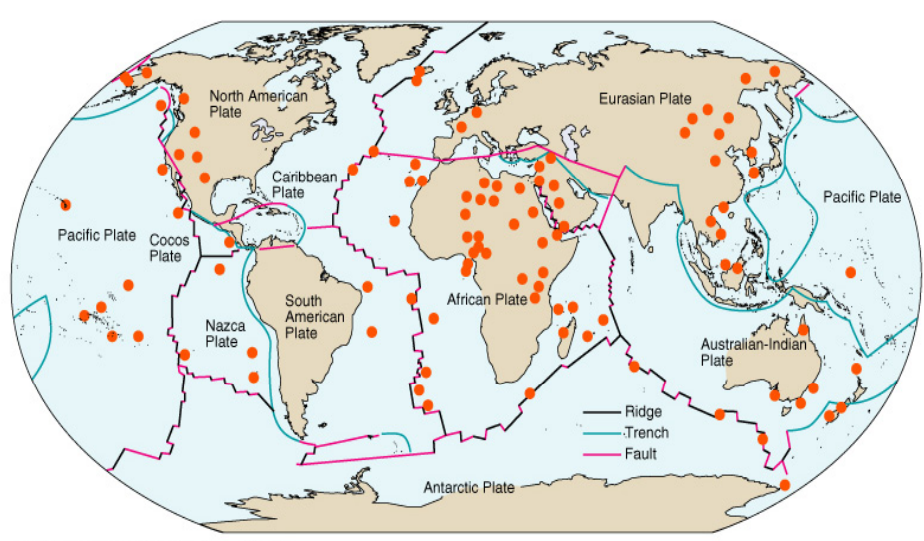 North American
Plate
Eurasian Plate
Caribbean
Plate
Pacific Plate
Pacific Plate
Cocos
Plate
South
American
Plate
African Plate
Nazca
Plate
Australian-Indian
Plate
Ridge
Trench
Fault
Antarctic Plate